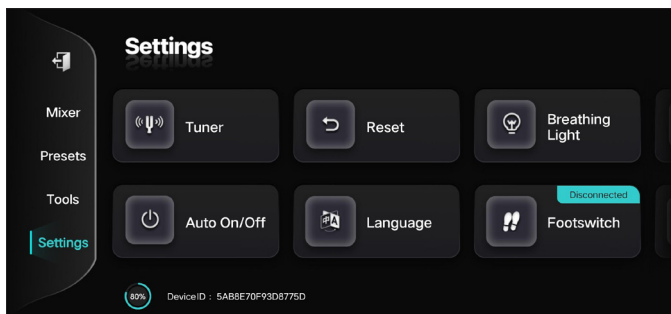 Settings
Mixer
Presets
Tools
Settings
Tuner
Reset
Breathing
Light
Auto On/Off
Language
Disconnected
Footswitch
80%
DeviceID : 5AB8E70F93D8775D